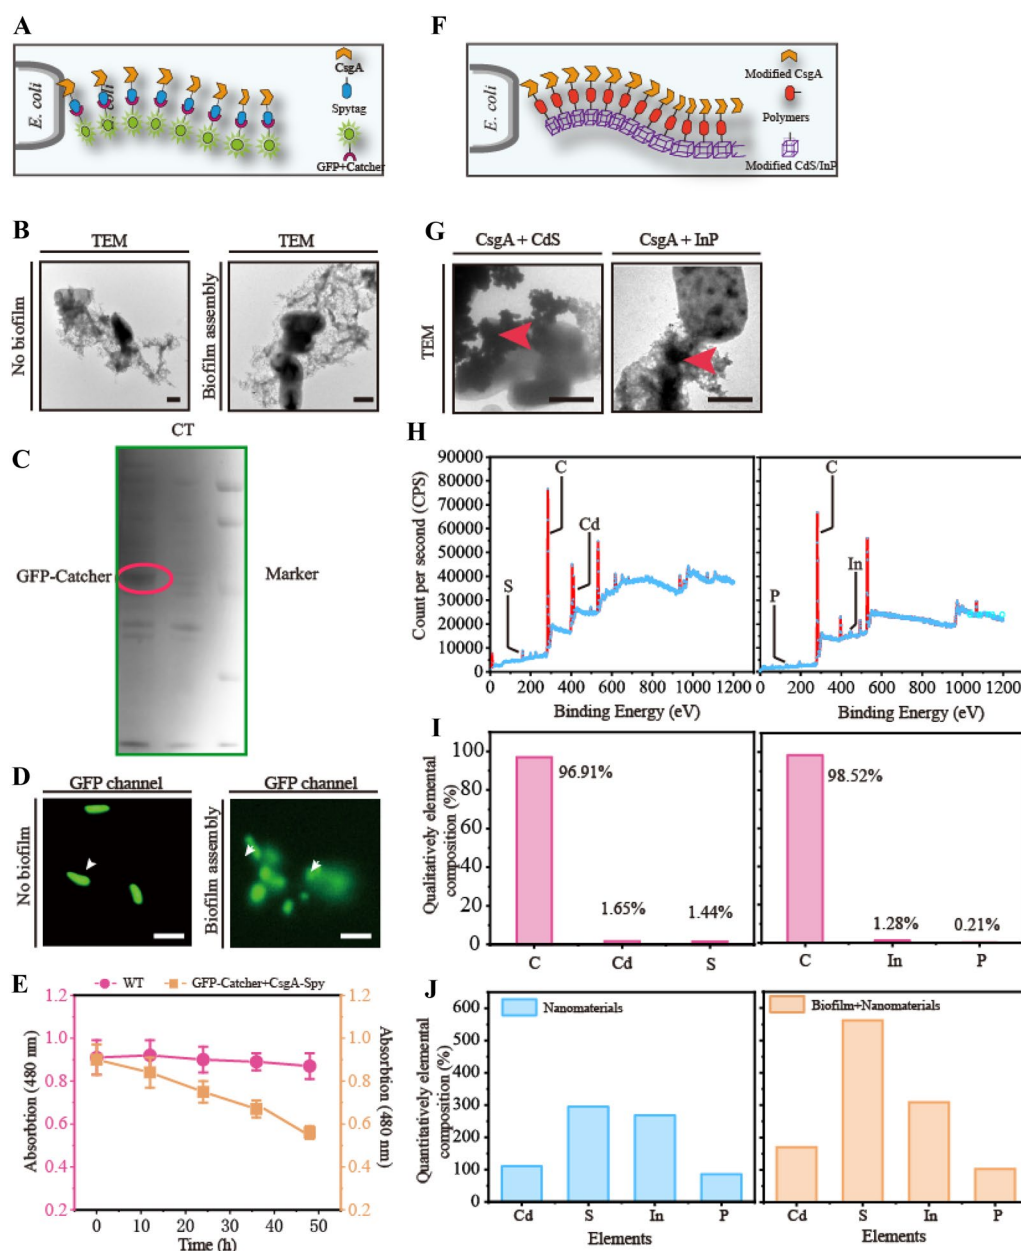 A
E. coli
coli
CsgA
Spytag
GFP+Catcher
F
E. coli
Modified CsgA
Polymers
Modified CdS/InP
B
TEM
TEM
No biofilm
Biofilm assembly
G
CsgA + CdS
CsgA + InP
TEM
C
CT
GFP-Catcher
Marker
H
Count per second (CPS)
90000
80000
70000
60000
50000
40000
30000
20000
10000
0
S
C
Cd
0 200 400 600 800 1000 1200
Binding Energy (eV)
P
C
In
0 200 400 600 800 1000 1200
Binding Energy (eV)
D
GFP channel
GFP channel
No biofilm
Biofilm assembly
I
Qualitatively elemental
composition (%)
100
80
60
40
20
0
96.91%
1.65%
1.44%
C Cd S
98.52%
1.28%
0.21%
C In P
E
WT
GFP-Catcher+CsgA-Spy
Absorbtion (480 nm)
1.2
1.0
0.8
0.6
0.4
0.2
1.2
1.0
0.8
0.6
0.4
0.2
Absorbtion (480 nm)
0 10 20 30 40 50
Time (h)
J
Quantitatively elemental
composition (%)
600
500
400
300
200
100
0
Nanomaterials
Cd S In P
Elements
Biofilm+Nanomaterials
Cd S In P
Elements